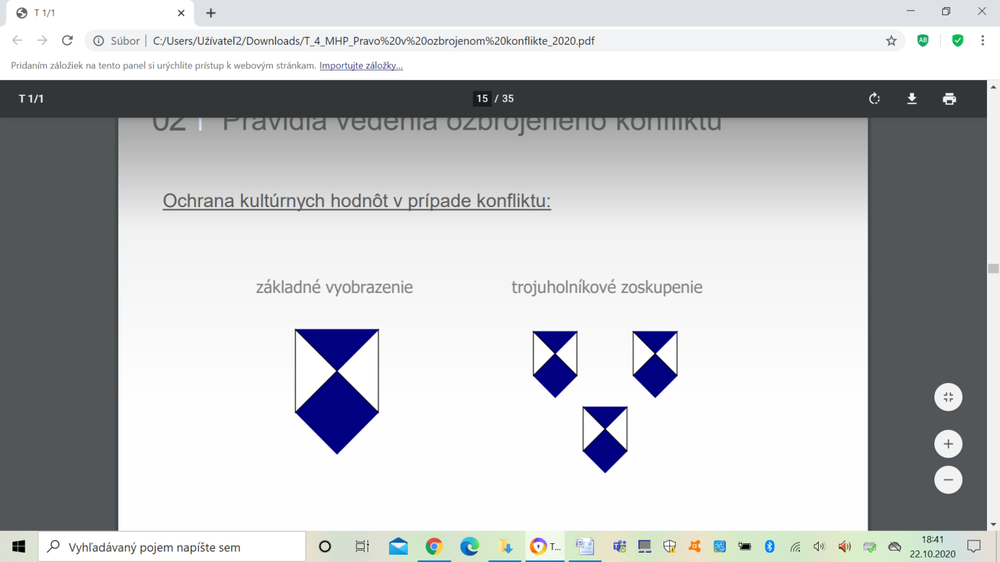 T 1/1
Súbor | C:/Users/Užívateľ2/Downloads/T_4_MHP_Pravo%20v%20ozbrojenom%20konflikte_2020.pdf
AB
Pridaním záložiek na tento panel si urýchlite prístup k webovým stránkam. Importujte záložky...
T 1/1
15 / 35
02 | Pravidlá vedenia ozbrojeného konfliktu
Ochrana kultúrnych hodnôt v prípade konfliktu:
základné vyobrazenie
trojuholníkové zoskupenie
Vyhľadávaný pojem napíšte sem
T...
18:41
22.10.2020